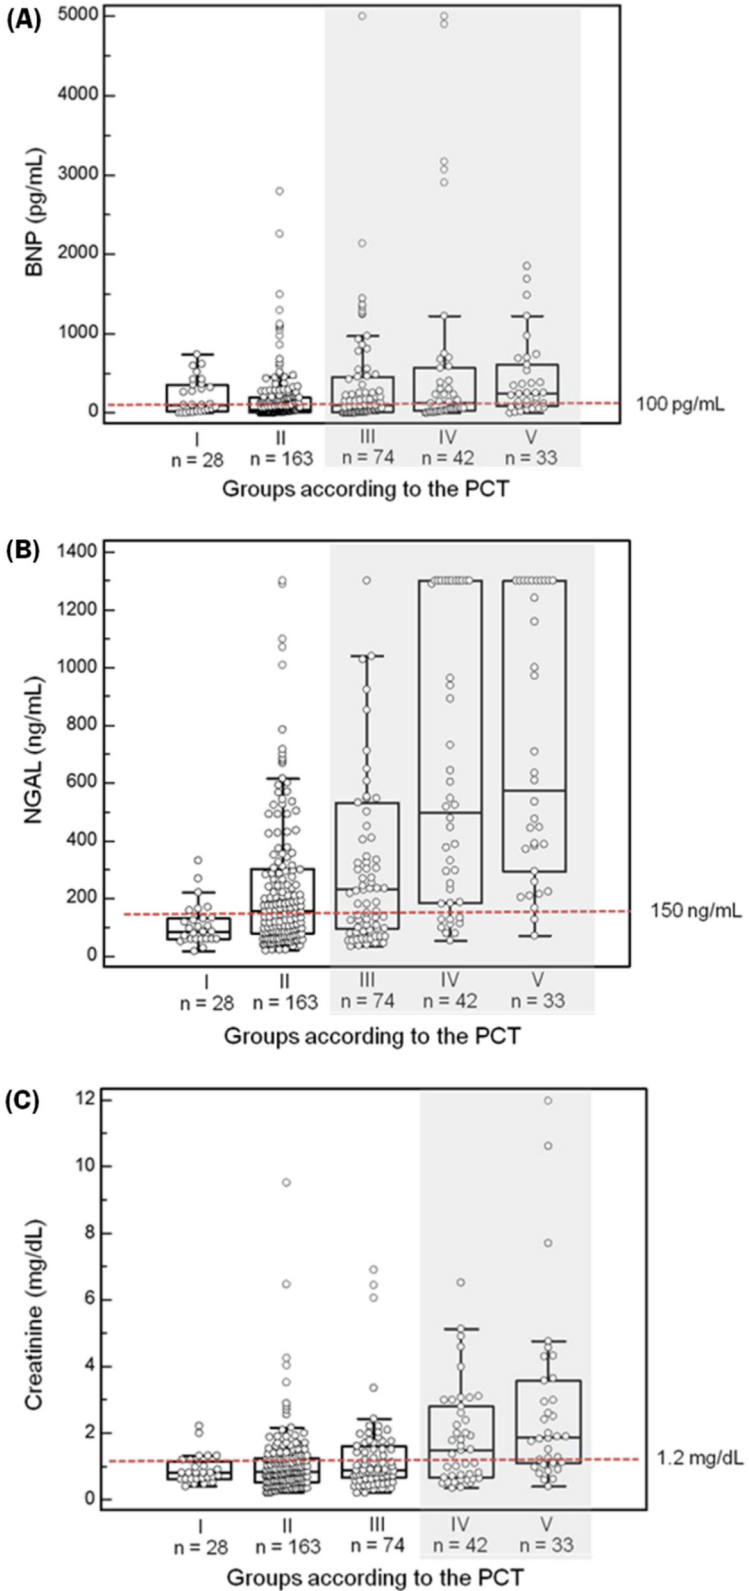 (A)
5000
4000
3000
2000
1000
0
BNP (pg/mL)
100 pg/mL
I II III IV V
n = 28 n = 163 n = 74 n = 42 n = 33
Groups according to the PCT
(B)
1400
1200
1000
800
600
400
200
0
NGAL (ng/mL)
150 ng/mL
I II III IV V
n = 28 n = 163 n = 74 n = 42 n = 33
Groups according to the PCT
(C)
12
10
8
6
4
2
0
Creatinine (mg/dL)
1.2 mg/dL
I II III IV V
n = 28 n = 163 n = 74 n = 42 n = 33
Groups according to the PCT